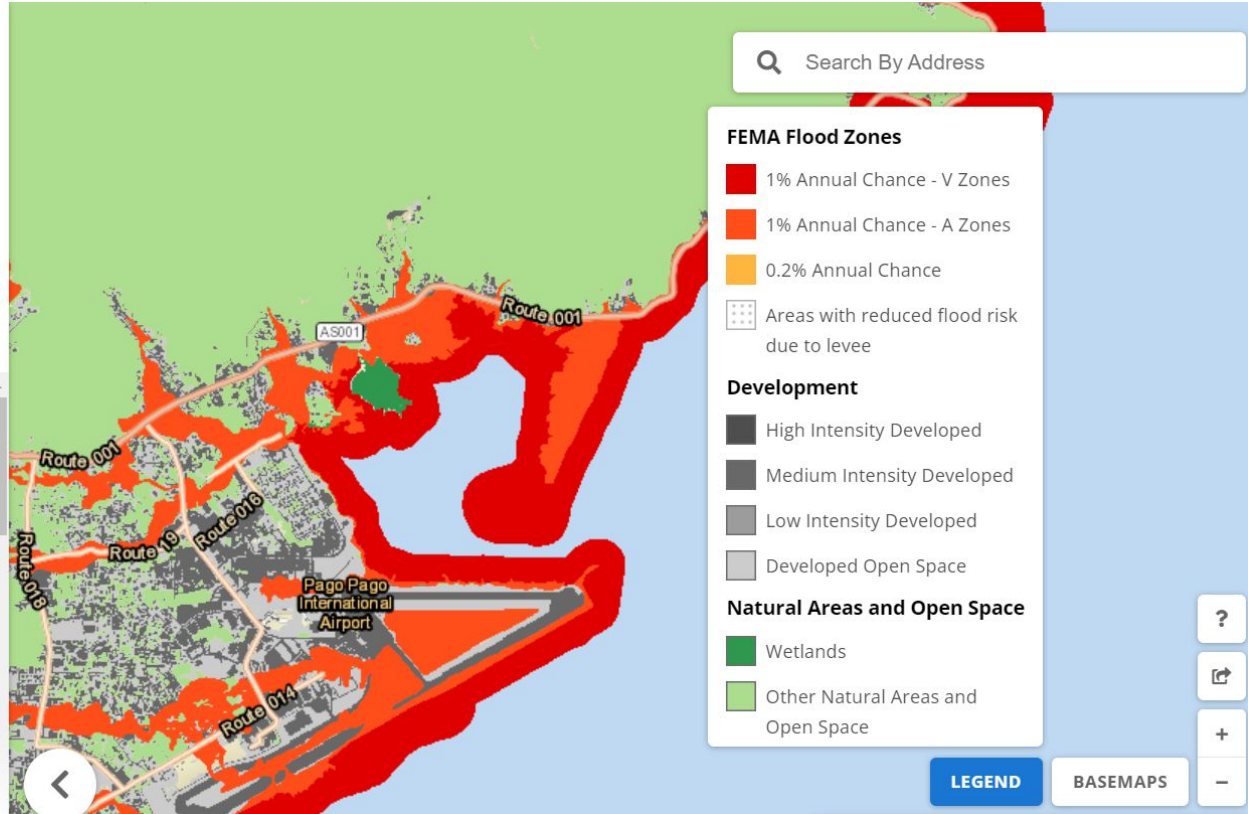 Search By Address
FEMA Flood Zones
1% Annual Chance - V Zones
1% Annual Chance - A Zones
0.2% Annual Chance
Areas with reduced flood risk
due to levee
Development
High Intensity Developed
Medium Intensity Developed
Low Intensity Developed
Developed Open Space
Natural Areas and Open Space
Wetlands
Other Natural Areas and
Open Space
Route 001
AS001
Route 001
Route 016
Route 19
Route 018
Pago Pago
International
Airport
Route 014
LEGEND
BASEMAPS
?
+
−